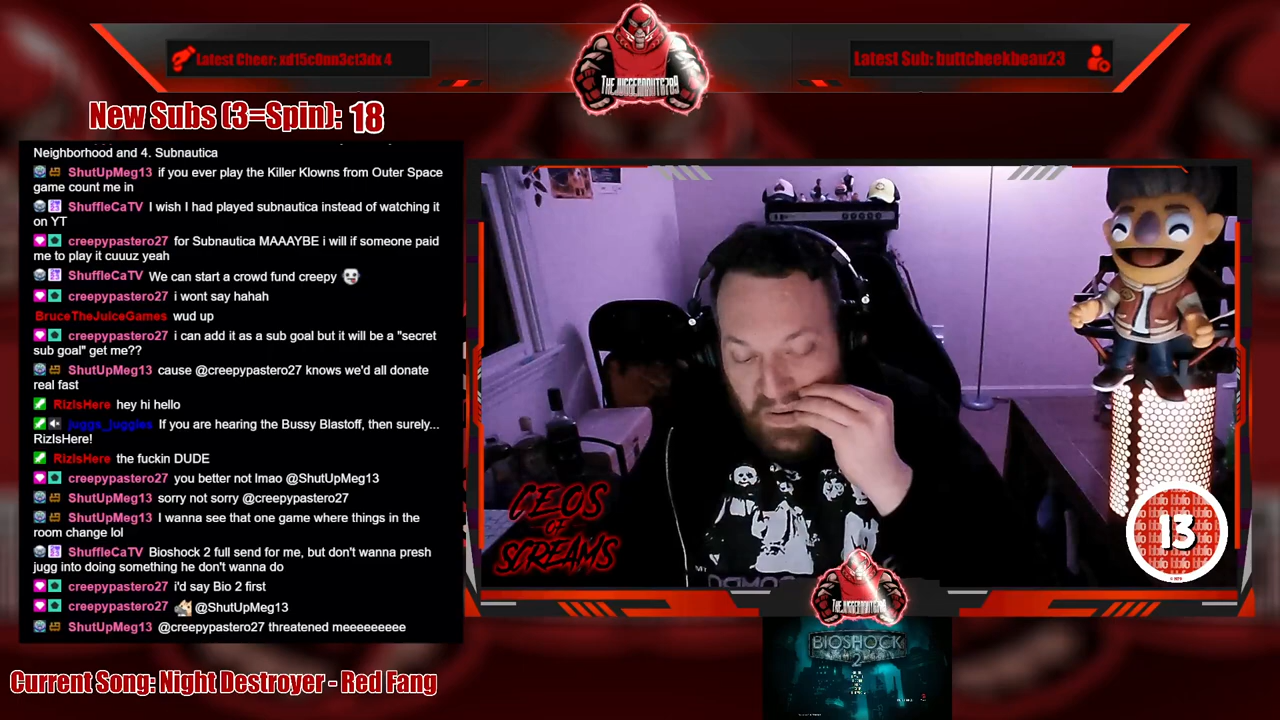 Latest Cheer: xd15c0nn3ct3dx 4
THEJUGGERNAUT6789
Latest Sub: buttcheekbeau23
New Subs (3=Spin): 18
Neighborhood and 4. Subnautica
ShutUpMeg13 if you ever play the Killer Klowns from Outer Space
game count me in
ShuffleCaTV I wish I had played subnautica instead of watching it
on YT
creepypastero27 for Subnautica MAAAYBE i will if someone paid
me to play it cuuuz yeah
ShuffleCaTV We can start a crowd fund creepy
creepypastero27 i wont say hahah
BruceTheJuiceGames wud up
creepypastero27 i can add it as a sub goal but it will be a "secret
sub goal" get me??
ShutUpMeg13 cause @creepypastero27 knows we'd all donate
real fast
RizIsHere hey hi hello
juggs_juggles If you are hearing the Bussy Blastoff, then surely...
RizIsHere!
RizIsHere the fuckin DUDE
creepypastero27 you better not lmao @ShutUpMeg13
ShutUpMeg13 sorry not sorry @creepypastero27
ShutUpMeg13 I wanna see that one game where things in the
room change lol
ShuffleCaTV Bioshock 2 full send for me, but don't wanna presh
jugg into doing something he don't wanna do
creepypastero27 i'd say Bio 2 first
creepypastero27 @ShutUpMeg13
ShutUpMeg13 @creepypastero27 threatened meeeeeeee
CEOS
OF
SCREAMS
13
BIOSHOCK
2
Current Song: Night Destroyer - Red Fang